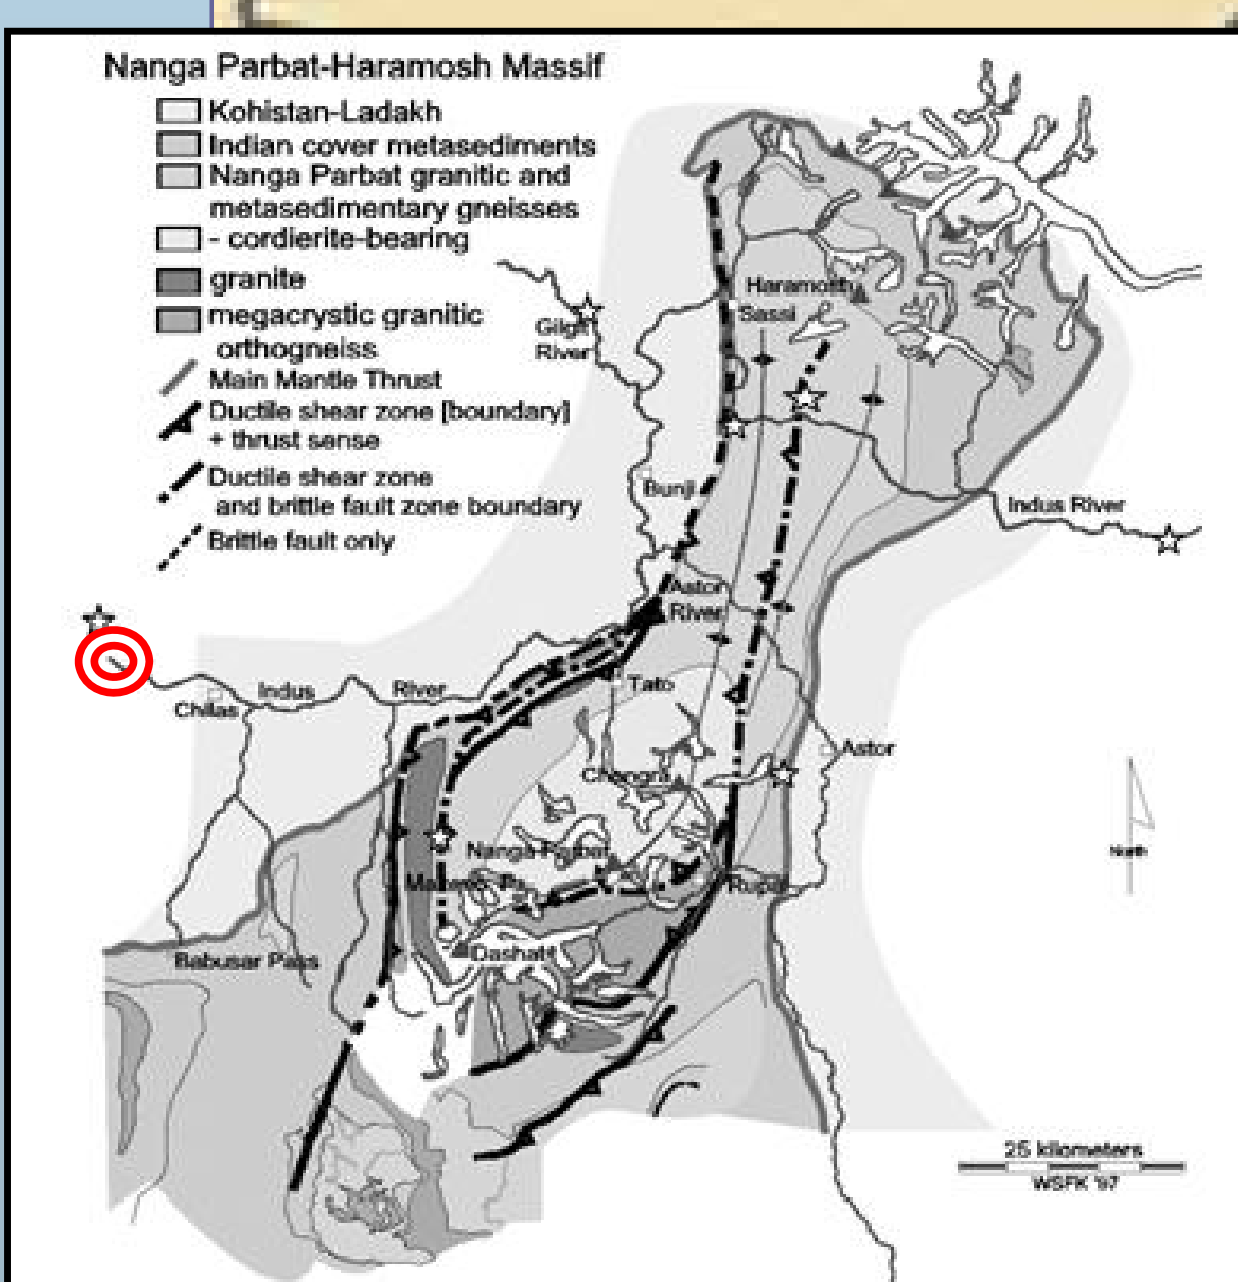 Nanga Parbat-Haramosh Massif
Kohistan-Ladakh
Indian cover metasediments
Nanga Parbat granitic and
metasedimentary gneisses
- cordierite-bearing
granite
megacrystic granitic
orthogneiss
Main Mantle Thrust
Ductile shear zone [boundary]
+ thrust sense
Ductile shear zone
and brittle fault zone boundary
Brittle fault only
Haramosh
Sassi
Gilgit
River
Bunji
Indus River
Astor
River
Tato
Indus
River
Chillas
Astor
Chongra
Nanga Parbat
Rupal
Babusar Pass
North
25 kilometers
WSFK '97